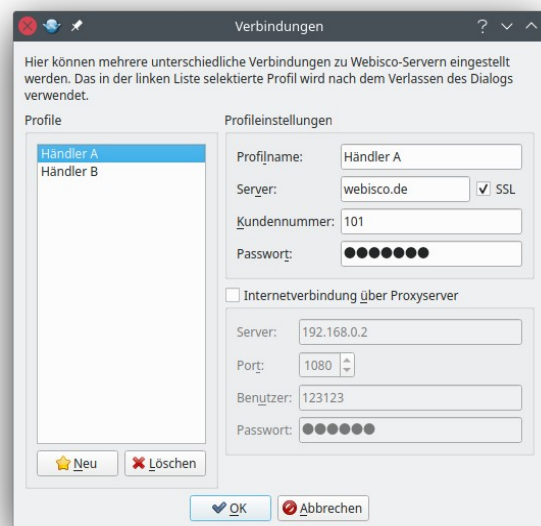 Verbindungen
Hier können mehrere unterschiedliche Verbindungen zu Webisco-Servern eingestellt
werden. Das in der linken Liste selektierte Profil wird nach dem Verlassen des Dialogs
verwendet.
Profile
Händler A
Händler B
Neu
Löschen
Profileinstellungen
Profilname: Händler A
Server: webisco.de SSL
Kundennummer: 101
Passwort: ●●●●●●●
Internetverbindung über Proxyserver
Server: 192.168.0.2
Port: 1080
Benutzer: 123123
Passwort: ●●●●●●
OK Abbrechen